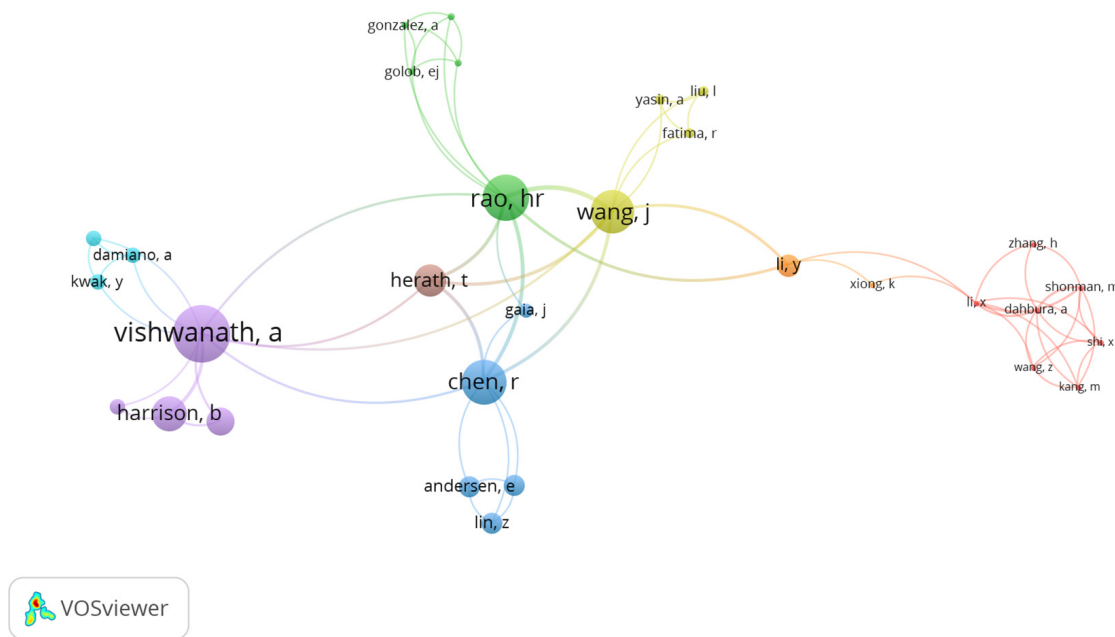 gonzalez, a
golob, ej
yasin, a
liu, l
fatima, r
rao, hr
wang, j
zhang, h
damiano, a
kwak, y
herath, t
li, y
xiong, k
shonman, m
li, x
dahbura, a
gaia, j
vishwanath, a
shi, x
wang, z
chen, r
kang, m
harrison, b
andersen, e
lin, z
VOSviewer